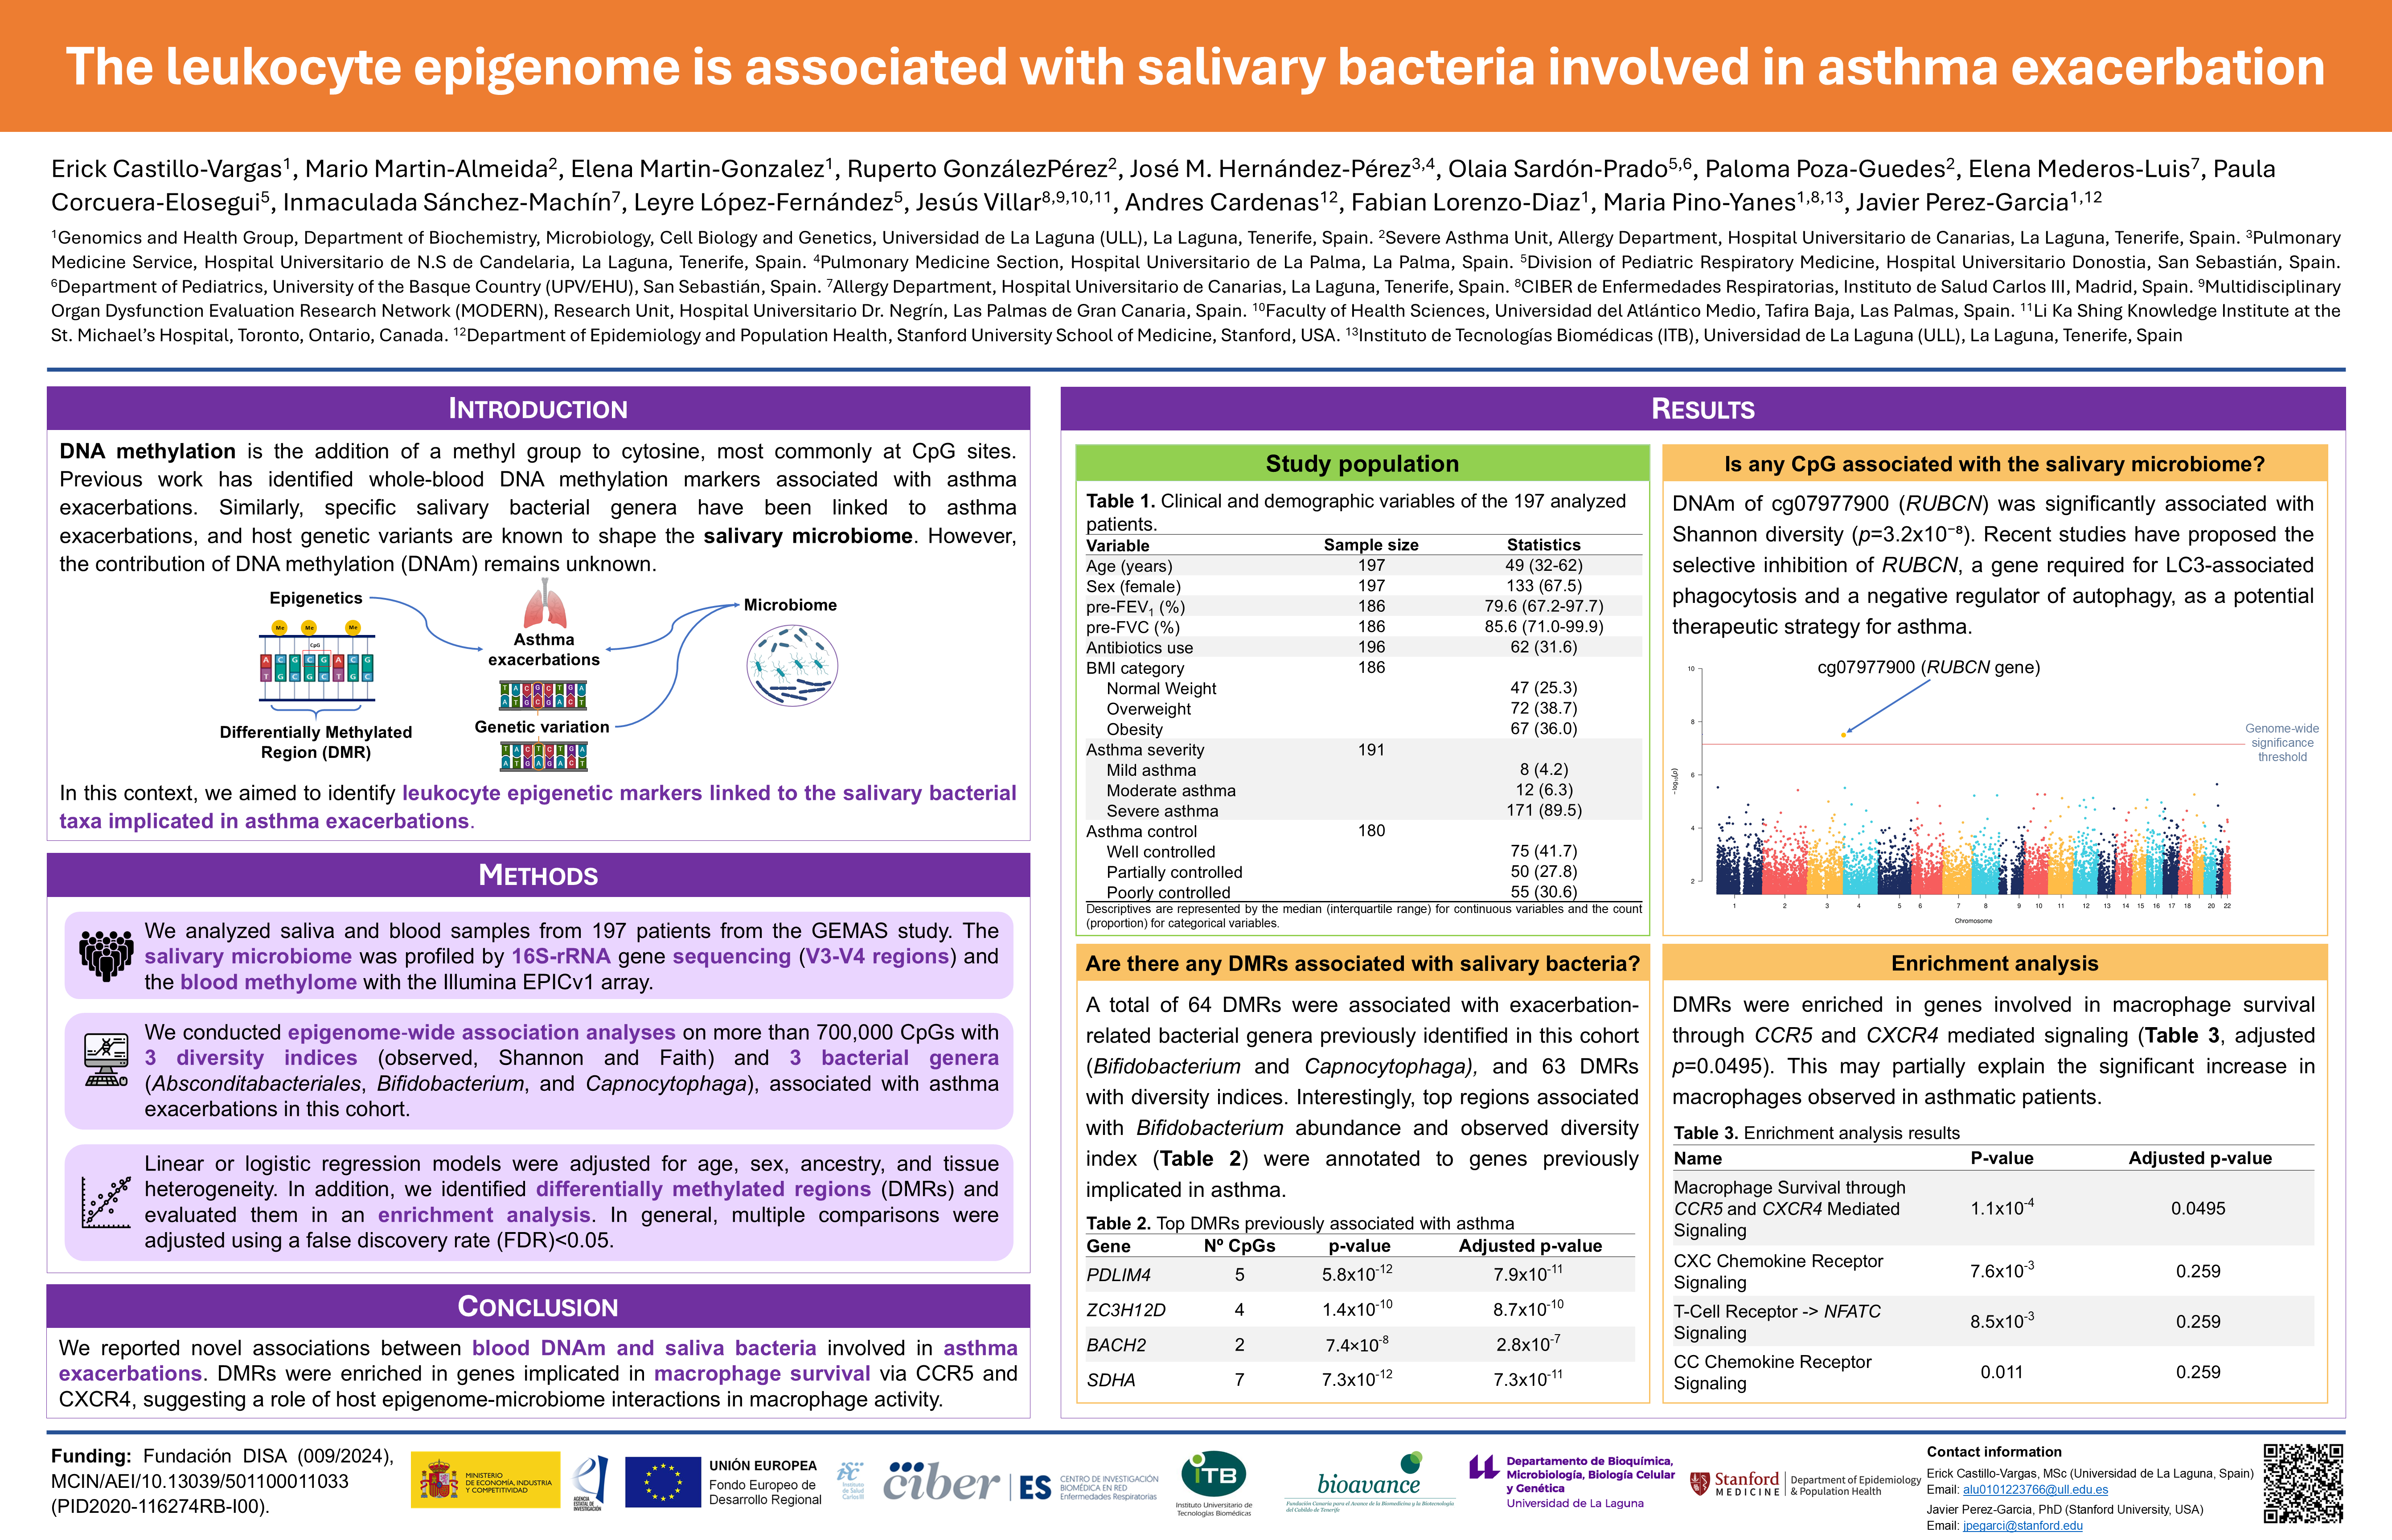 The leukocyte epigenome is associated with salivary bacteria involved in asthma exacerbation
Erick Castillo-Vargas1, Mario Martin-Almeida2, Elena Martin-Gonzalez1, Ruperto GonzálezPérez2, José M. Hernández-Pérez3,4, Olaia Sardón-Prado5,6, Paloma Poza-Guedes2, Elena Mederos-Luis7, Paula
Corcuera-Elosegui5, Inmaculada Sánchez-Machín7, Leyre López-Fernández5, Jesús Villar8,9,10,11, Andres Cardenas12, Fabian Lorenzo-Diaz1, Maria Pino-Yanes1,8,13, Javier Perez-Garcia1,12
1Genomics and Health Group, Department of Biochemistry, Microbiology, Cell Biology and Genetics, Universidad de La Laguna (ULL), La Laguna, Tenerife, Spain. 2Severe Asthma Unit, Allergy Department, Hospital Universitario de Canarias, La Laguna, Tenerife, Spain. 3Pulmonary
Medicine Service, Hospital Universitario de N.S de Candelaria, La Laguna, Tenerife, Spain. 4Pulmonary Medicine Section, Hospital Universitario de La Palma, La Palma, Spain. 5Division of Pediatric Respiratory Medicine, Hospital Universitario Donostia, San Sebastián, Spain.
6Department of Pediatrics, University of the Basque Country (UPV/EHU), San Sebastián, Spain. 7Allergy Department, Hospital Universitario de Canarias, La Laguna, Tenerife, Spain. 8CIBER de Enfermedades Respiratorias, Instituto de Salud Carlos III, Madrid, Spain. 9Multidisciplinary
Organ Dysfunction Evaluation Research Network (MODERN), Research Unit, Hospital Universitario Dr. Negrín, Las Palmas de Gran Canaria, Spain. 10Faculty of Health Sciences, Universidad del Atlántico Medio, Tafira Baja, Las Palmas, Spain. 11Li Ka Shing Knowledge Institute at the
St. Michael's Hospital, Toronto, Ontario, Canada. 12Department of Epidemiology and Population Health, Stanford University School of Medicine, Stanford, USA. 13Instituto de Tecnologías Biomédicas (ITB), Universidad de La Laguna (ULL), La Laguna, Tenerife, Spain
INTRODUCTION
DNA methylation is the addition of a methyl group to cytosine, most commonly at CpG sites.
Previous work has identified whole-blood DNA methylation markers associated with asthma
exacerbations. Similarly, specific salivary bacterial genera have been linked to asthma
exacerbations, and host genetic variants are known to shape the salivary microbiome. However,
the contribution of DNA methylation (DNAm) remains unknown.
Epigenetics
Me Me Me
CpG
A C G C G A C G
T G C G C T G C
Differentially Methylated
Region (DMR)
Asthma
exacerbations
T A C G C T G A
A T G C G A C T
Genetic variation
T A C T C T G A
A T G A G A C T
Microbiome
In this context, we aimed to identify leukocyte epigenetic markers linked to the salivary bacterial
taxa implicated in asthma exacerbations.
METHODS
We analyzed saliva and blood samples from 197 patients from the GEMAS study. The
salivary microbiome was profiled by 16S-rRNA gene sequencing (V3-V4 regions) and
the blood methylome with the Illumina EPICv1 array.
We conducted epigenome-wide association analyses on more than 700,000 CpGs with
3 diversity indices (observed, Shannon and Faith) and 3 bacterial genera
(Absconditabacteriales, Bifidobacterium, and Capnocytophaga), associated with asthma
exacerbations in this cohort.
Linear or logistic regression models were adjusted for age, sex, ancestry, and tissue
heterogeneity. In addition, we identified differentially methylated regions (DMRs) and
evaluated them in an enrichment analysis. In general, multiple comparisons were
adjusted using a false discovery rate (FDR)<0.05.
CONCLUSION
We reported novel associations between blood DNAm and saliva bacteria involved in asthma
exacerbations. DMRs were enriched in genes implicated in macrophage survival via CCR5 and
CXCR4, suggesting a role of host epigenome-microbiome interactions in macrophage activity.
RESULTS
Study population
Table 1. Clinical and demographic variables of the 197 analyzed
patients.
Variable Sample size Statistics
Age (years) 197 49 (32-62)
Sex (female) 197 133 (67.5)
pre-FEV1 (%) 186 79.6 (67.2-97.7)
pre-FVC (%) 186 85.6 (71.0-99.9)
Antibiotics use 196 62 (31.6)
BMI category 186
Normal Weight 47 (25.3)
Overweight 72 (38.7)
Obesity 67 (36.0)
Asthma severity 191
Mild asthma 8 (4.2)
Moderate asthma 12 (6.3)
Severe asthma 171 (89.5)
Asthma control 180
Well controlled 75 (41.7)
Partially controlled 50 (27.8)
Poorly controlled 55 (30.6)
Descriptives are represented by the median (interquartile range) for continuous variables and the count
(proportion) for categorical variables.
Is any CpG associated with the salivary microbiome?
DNAm of cg07977900 (RUBCN) was significantly associated with
Shannon diversity (p=3.2x10⁻⁸). Recent studies have proposed the
selective inhibition of RUBCN, a gene required for LC3-associated
phagocytosis and a negative regulator of autophagy, as a potential
therapeutic strategy for asthma.
cg07977900 (RUBCN gene)
Genome-wide
significance
threshold
10
8
6
4
2
−log10(p)
1 2 3 4 5 6 7 8 9 10 11 12 13 14 15 16 17 18 20 22
Chromosome
Are there any DMRs associated with salivary bacteria?
A total of 64 DMRs were associated with exacerbation-
related bacterial genera previously identified in this cohort
(Bifidobacterium and Capnocytophaga), and 63 DMRs
with diversity indices. Interestingly, top regions associated
with Bifidobacterium abundance and observed diversity
index (Table 2) were annotated to genes previously
implicated in asthma.
Table 2. Top DMRs previously associated with asthma
Gene Nº CpGs p-value Adjusted p-value
PDLIM4 5 5.8x10-12 7.9x10-11
ZC3H12D 4 1.4x10-10 8.7x10-10
BACH2 2 7.4×10-8 2.8x10-7
SDHA 7 7.3x10-12 7.3x10-11
Enrichment analysis
DMRs were enriched in genes involved in macrophage survival
through CCR5 and CXCR4 mediated signaling (Table 3, adjusted
p=0.0495). This may partially explain the significant increase in
macrophages observed in asthmatic patients.
Table 3. Enrichment analysis results
Name P-value Adjusted p-value
Macrophage Survival through
CCR5 and CXCR4 Mediated 1.1x10-4 0.0495
Signaling
CXC Chemokine Receptor
Signaling 7.6x10-3 0.259
T-Cell Receptor -> NFATC
Signaling 8.5x10-3 0.259
CC Chemokine Receptor
Signaling 0.011 0.259
Funding: Fundación DISA (009/2024),
MCIN/AEI/10.13039/501100011033
(PID2020-116274RB-I00).
MINISTERIO
DE ECONOMÍA, INDUSTRIA
Y COMPETITIVIDAD
AGENCIA
ESTATAL DE
INVESTIGACIÓN
UNIÓN EUROPEA
Fondo Europeo de
Desarrollo Regional
Instituto
de Salud
Carlos III
ciber | ES
CENTRO DE INVESTIGACIÓN
BIOMÉDICA EN RED
Enfermedades Respiratorias
iTB
Instituto Universitario de
Tecnologías Biomédicas
bioavance
Fundación Canaria para el Avance de la Biomedicina y la Biotecnología
del Cabildo de Tenerife
Departamento de Bioquímica,
Microbiología, Biología Celular
y Genética
Universidad de La Laguna
Stanford
MEDICINE
Department of Epidemiology
& Population Health
Contact information
Erick Castillo-Vargas, MSc (Universidad de La Laguna, Spain)
Email: alu0101223766@ull.edu.es
Javier Perez-Garcia, PhD (Stanford University, USA)
Email: jpegarci@stanford.edu